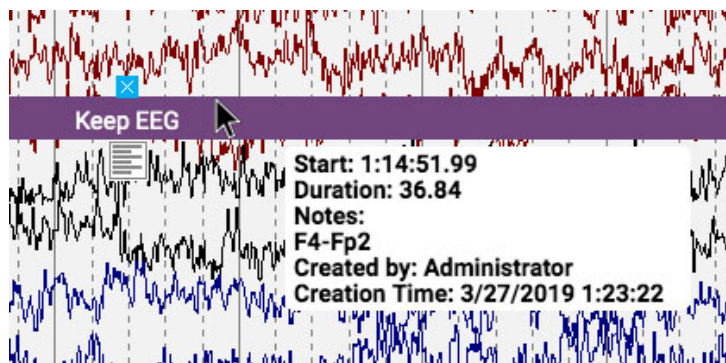 Keep EEG
Start: 1:14:51.99
Duration: 36.84
Notes:
F4-Fp2
Created by: Administrator
Creation Time: 3/27/2019 1:23:22